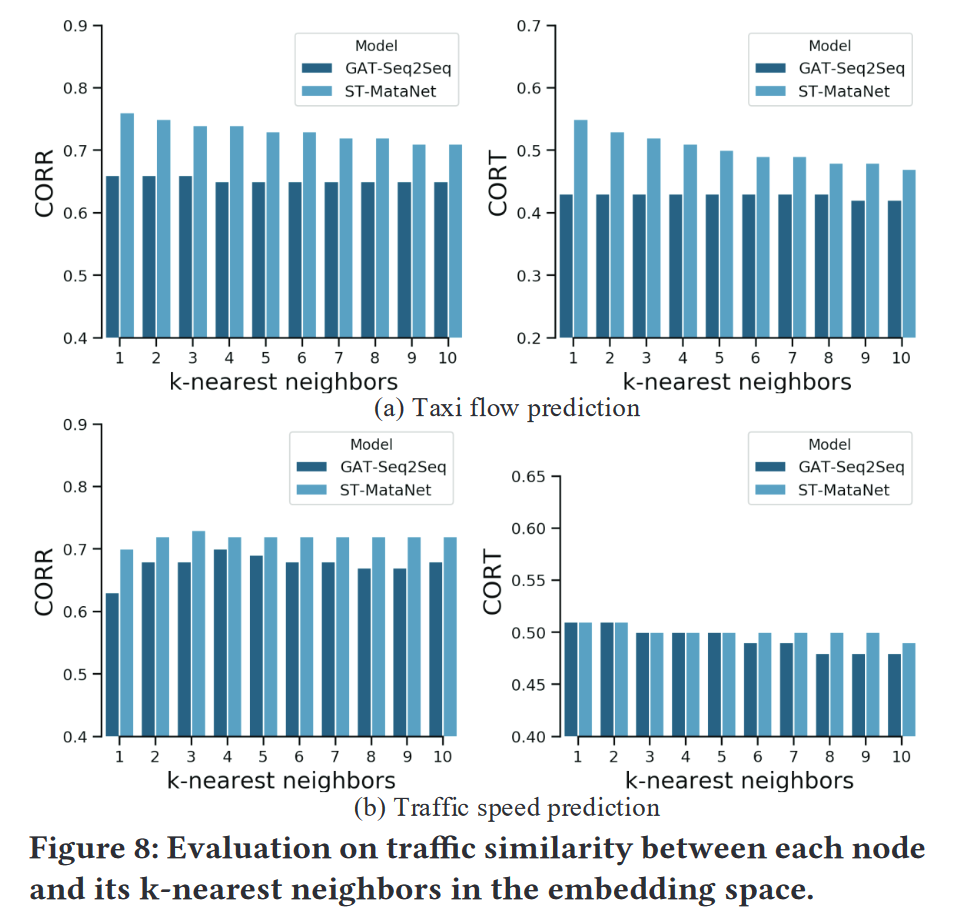 0.9
0.8
0.7
0.6
0.5
0.4
CORR
Model
GAT-Seq2Seq
ST-MataNet
1 2 3 4 5 6 7 8 9 10
k-nearest neighbors
0.7
0.6
0.5
0.4
0.3
0.2
CORT
Model
GAT-Seq2Seq
ST-MataNet
1 2 3 4 5 6 7 8 9 10
k-nearest neighbors
(a) Taxi flow prediction
0.9
0.8
0.7
0.6
0.5
0.4
CORR
Model
GAT-Seq2Seq
ST-MataNet
1 2 3 4 5 6 7 8 9 10
k-nearest neighbors
0.65
0.60
0.55
0.50
0.45
0.40
CORT
Model
GAT-Seq2Seq
ST-MataNet
1 2 3 4 5 6 7 8 9 10
k-nearest neighbors
(b) Traffic speed prediction
Figure 8: Evaluation on traffic similarity between each node
and its k-nearest neighbors in the embedding space.